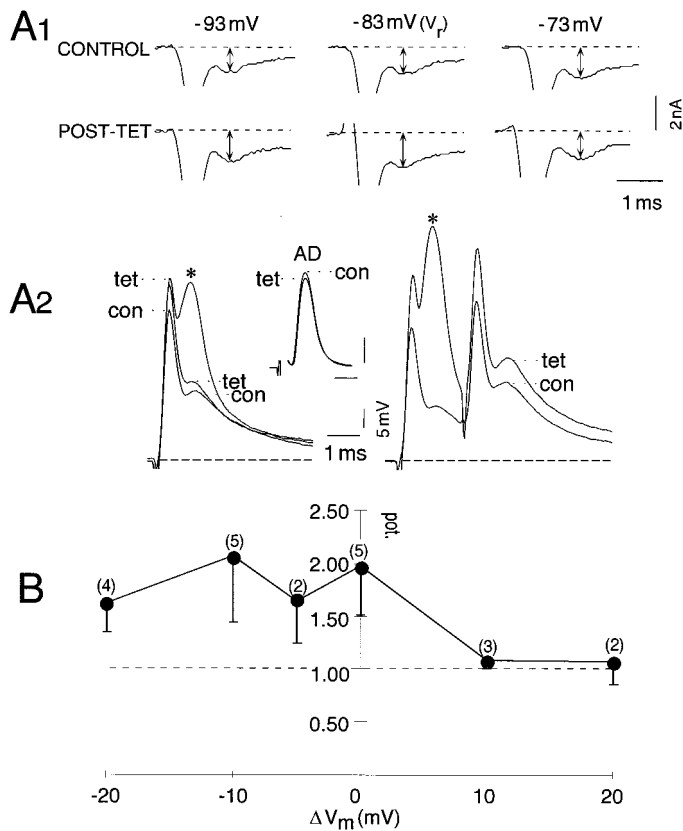 A1
-93 mV -83 mV (Vr) -73 mV
CONTROL
POST-TET
2 nA
1 ms
A2
tet * AD * 
con tet con
tet
con
tet
con
1 ms
5 mV
B
2.50
pot.
(4) (5) (2) 2.00 (5)
1.50
(3) (2)
1.00
0.50
-20 -10 0 10 20
ΔVm (mV)